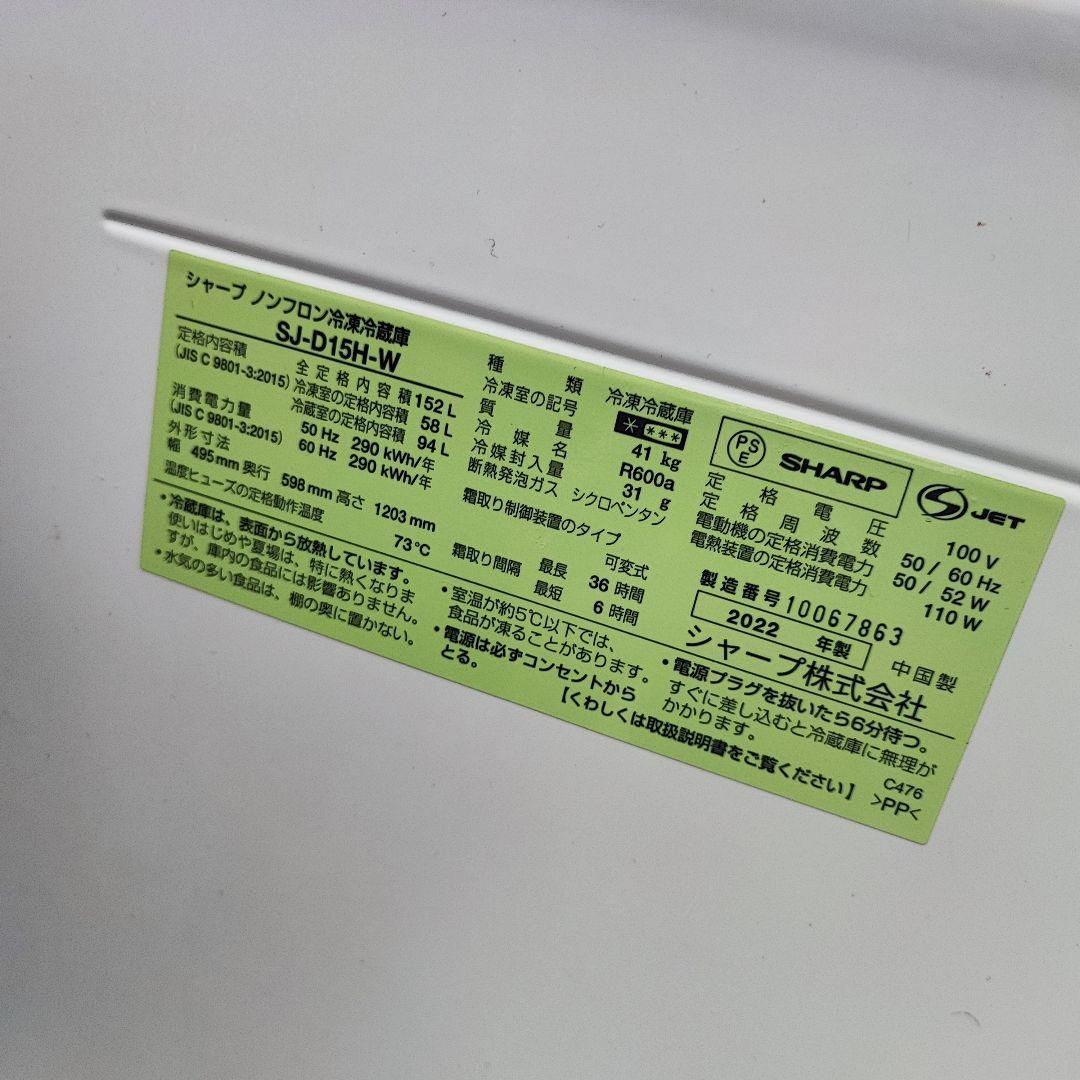 シャープ ノンフロン冷凍冷蔵庫
SJ-D15H-W
定格内容積
(JIS C 9801-3:2015)
全定格内容積 152 L
冷凍室の定格内容積 58 L
冷蔵室の定格内容積 94 L
消費電力量
(JIS C 9801-3:2015)
50 Hz 290 kWh/年
60 Hz 290 kWh/年
外形寸法
幅 495mm 奥行 598mm 高さ 1203mm
温度ヒューズの定格動作温度 73℃
種類 冷凍冷蔵庫
冷凍室の記号 * ***
質量 41 kg
冷媒名 R600a
冷媒封入量 31 g
断熱発泡ガス シクロペンタン
霜取り制御装置のタイプ 可変式
霜取り間隔 最長 36 時間
最短 6 時間
PSE SHARP
JET
定格電圧 100 V
定格周波数 50 / 60 Hz
電動機の定格消費電力 50 / 52 W
電熱装置の定格消費電力 110 W
製造番号 10067863
2022 年製
中国製
シャープ株式会社
・冷蔵庫は、表面から放熱しています。
使いはじめや夏場は、特に熱くなりま
すが、庫内の食品には影響ありません。
・水気の多い食品は、棚の奥に置かない。
・室温が約5℃以下では、
食品が凍ることがあります。
・電源は必ずコンセントから
とる。
・電源プラグを抜いたら6分待つ。
すぐに差し込むと冷蔵庫に無理が
かかります。
【くわしくは取扱説明書をご覧ください】
C476
>PP<